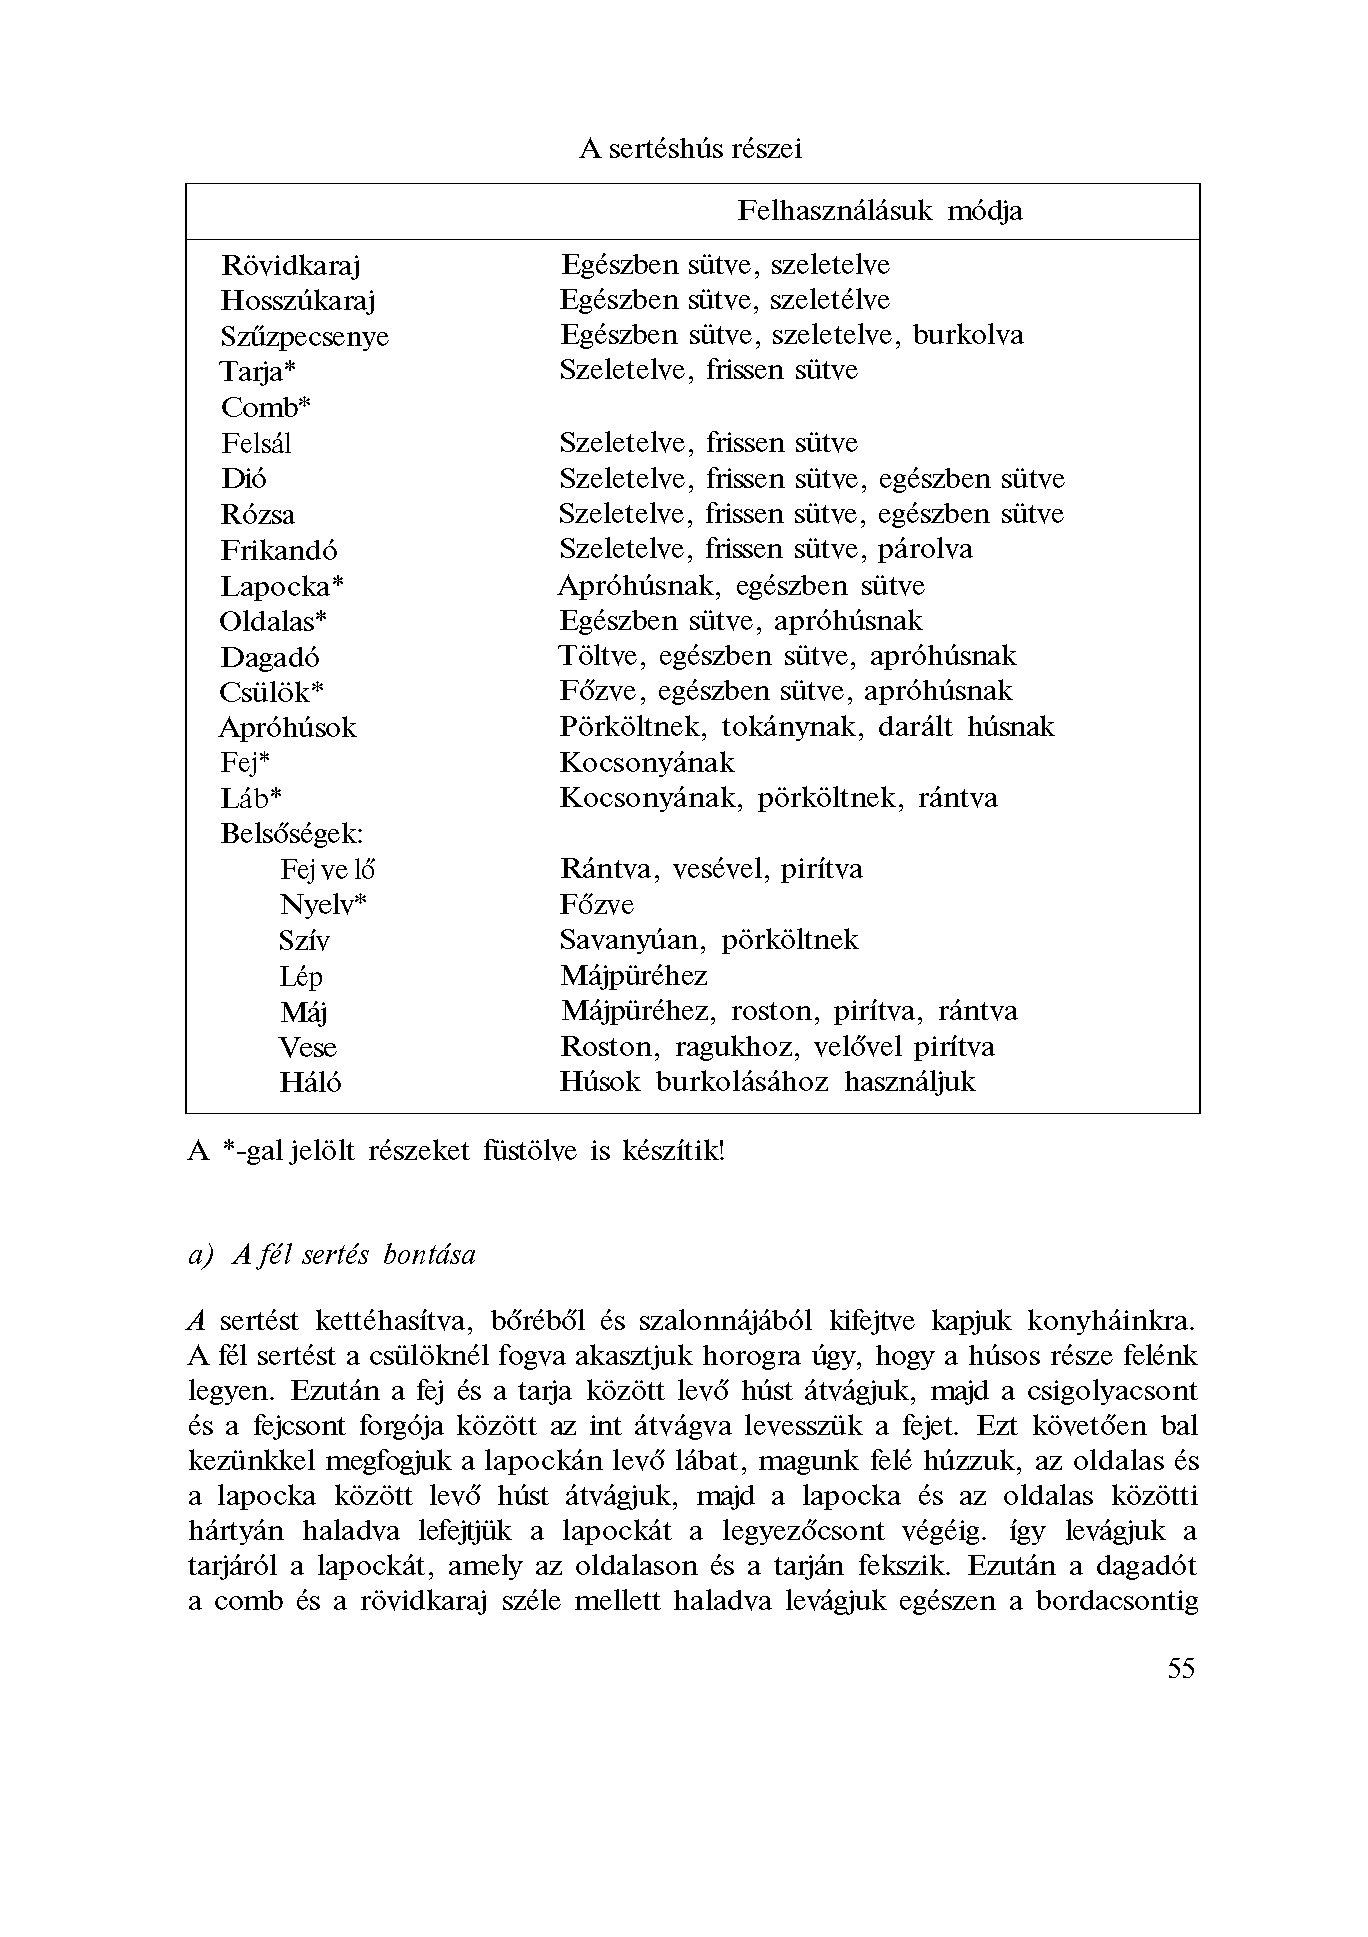 A sertéshús részei
Felhasználásuk módja
Rövidkaraj Egészben sütve, szeletelve
Hosszúkaraj Egészben sütve, szeletélve
Szűzpecsenye Egészben sütve, szeletelve, burkolva
Tarja* Szeletelve, frissen sütve
Comb*
Felsál Szeletelve, frissen sütve
Dió Szeletelve, frissen sütve, egészben sütve
Rózsa Szeletelve, frissen sütve, egészben sütve
Frikandó Szeletelve, frissen sütve, párolva
Lapocka* Apróhúsnak, egészben sütve
Oldalas* Egészben sütve, apróhúsnak
Dagadó Töltve, egészben sütve, apróhúsnak
Csülök* Főzve, egészben sütve, apróhúsnak
Apróhúsok Pörköltnek, tokánynak, darált húsnak
Fej* Kocsonyának
Láb* Kocsonyának, pörköltnek, rántva
Belsőségek:
Fej ve lő Rántva, vesével, pirítva
Nyelv* Főzve
Szív Savanyúan, pörköltnek
Lép Májpüréhez
Máj Májpüréhez, roston, pirítva, rántva
Vese Roston, ragukhoz, velővel pirítva
Háló Húsok burkolásához használjuk
A *-gal jelölt részeket füstölve is készítik!
a) A fél sertés bontása
A sertést kettéhasítva, bőréből és szalonnájából kifejtve kapjuk konyháinkra.
A fél sertést a csülöknél fogva akasztjuk horogra úgy, hogy a húsos része felénk
legyen. Ezután a fej és a tarja között levő húst átvágjuk, majd a csigolyacsont
és a fejcsont forgója között az int átvágva levesszük a fejet. Ezt követően bal
kezünkkel megfogjuk a lapockán levő lábat, magunk felé húzzuk, az oldalas és
a lapocka között levő húst átvágjuk, majd a lapocka és az oldalas közötti
hártyán haladva lefejtjük a lapockát a legyezőcsont végéig. így levágjuk a
tarjáról a lapockát, amely az oldalason és a tarján fekszik. Ezután a dagadót
a comb és a rövidkaraj széle mellett haladva levágjuk egészen a bordacsontig
55